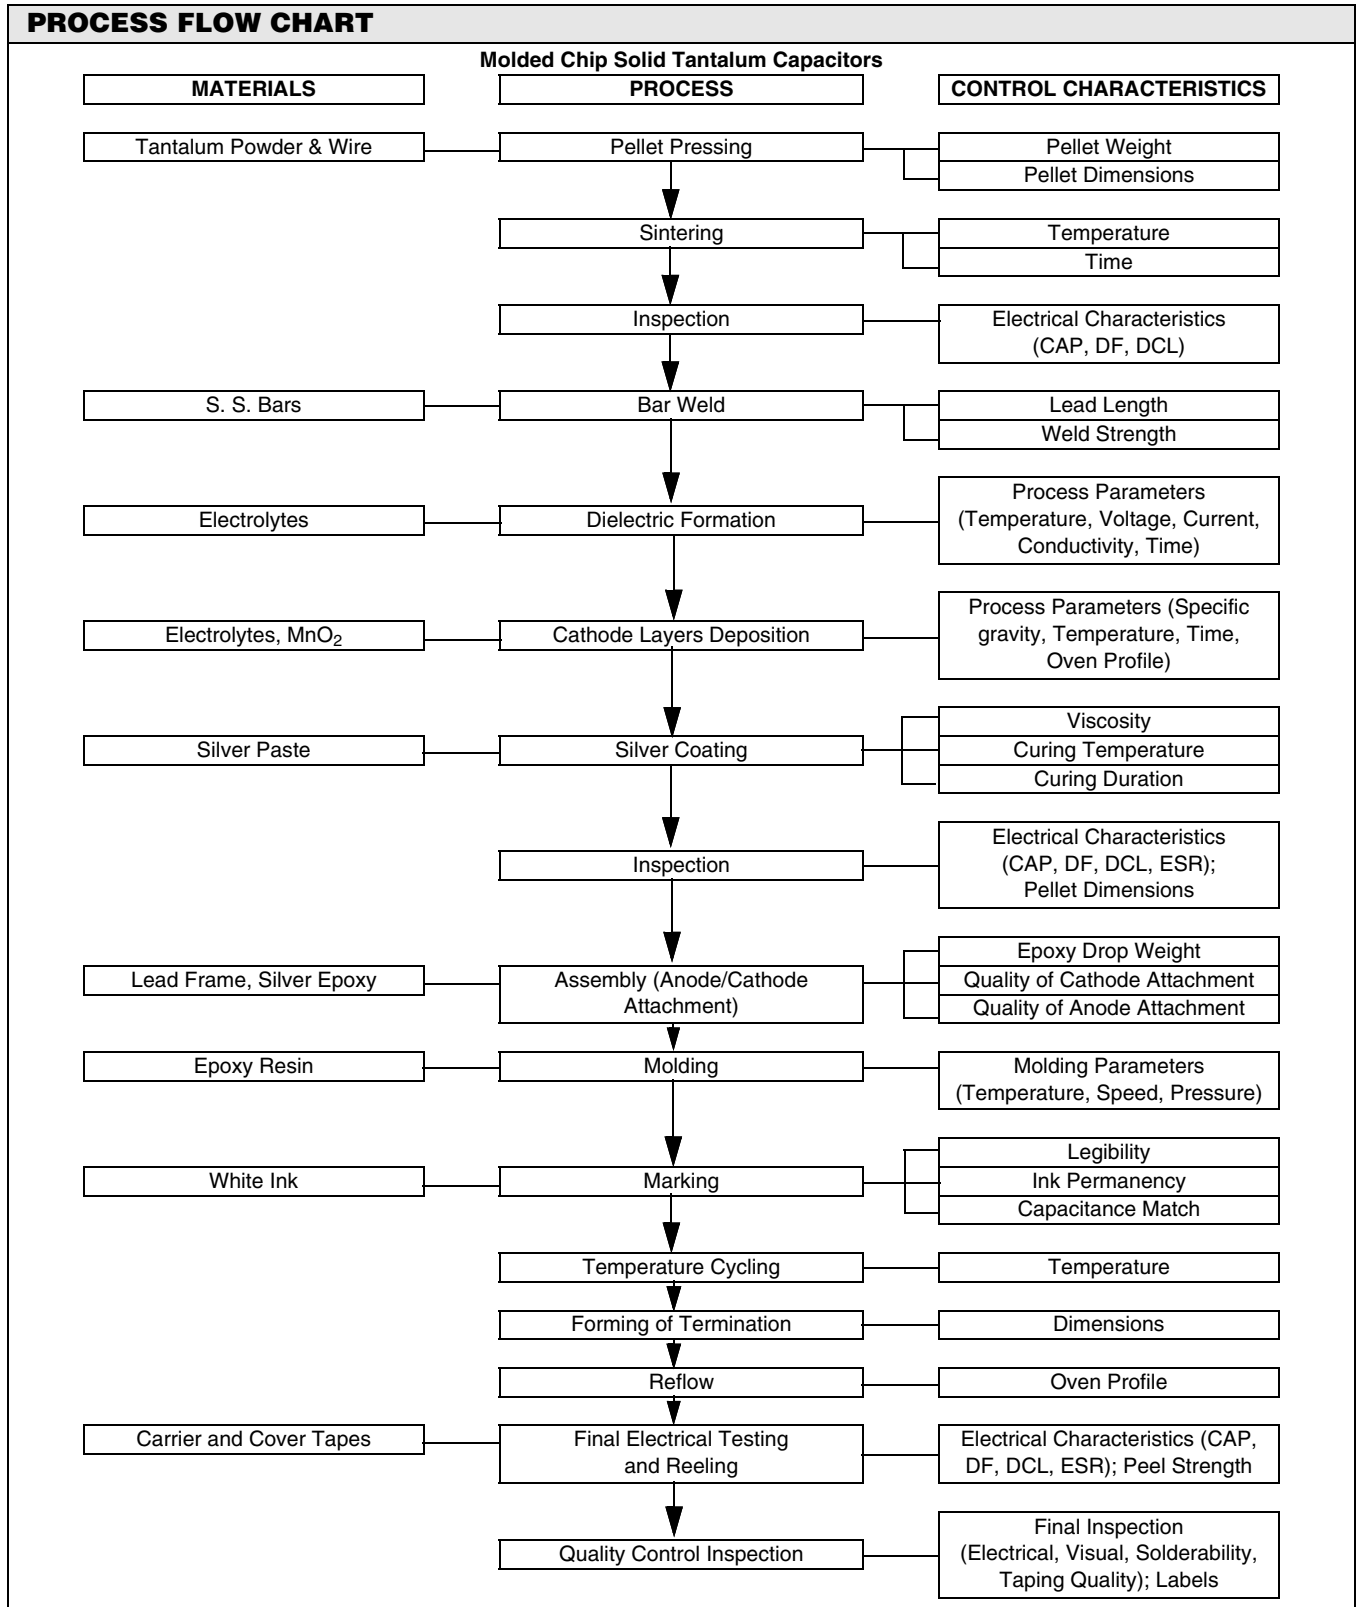 PROCESS FLOW CHART
Molded Chip Solid Tantalum Capacitors
MATERIALS
PROCESS
CONTROL CHARACTERISTICS
Tantalum Powder & Wire
Pellet Pressing
Pellet Weight
Pellet Dimensions
Sintering
Temperature
Time
Inspection
Electrical Characteristics
(CAP, DF, DCL)
S. S. Bars
Bar Weld
Lead Length
Weld Strength
Electrolytes
Dielectric Formation
Process Parameters
(Temperature, Voltage, Current,
Conductivity, Time)
Electrolytes, MnO₂
Cathode Layers Deposition
Process Parameters (Specific
gravity, Temperature, Time,
Oven Profile)
Silver Paste
Silver Coating
Viscosity
Curing Temperature
Curing Duration
Inspection
Electrical Characteristics
(CAP, DF, DCL, ESR);
Pellet Dimensions
Lead Frame, Silver Epoxy
Assembly (Anode/Cathode
Attachment)
Epoxy Drop Weight
Quality of Cathode Attachment
Quality of Anode Attachment
Epoxy Resin
Molding
Molding Parameters
(Temperature, Speed, Pressure)
White Ink
Marking
Legibility
Ink Permanency
Capacitance Match
Temperature Cycling
Temperature
Forming of Termination
Dimensions
Reflow
Oven Profile
Carrier and Cover Tapes
Final Electrical Testing
and Reeling
Electrical Characteristics (CAP,
DF, DCL, ESR); Peel Strength
Quality Control Inspection
Final Inspection
(Electrical, Visual, Solderability,
Taping Quality); Labels